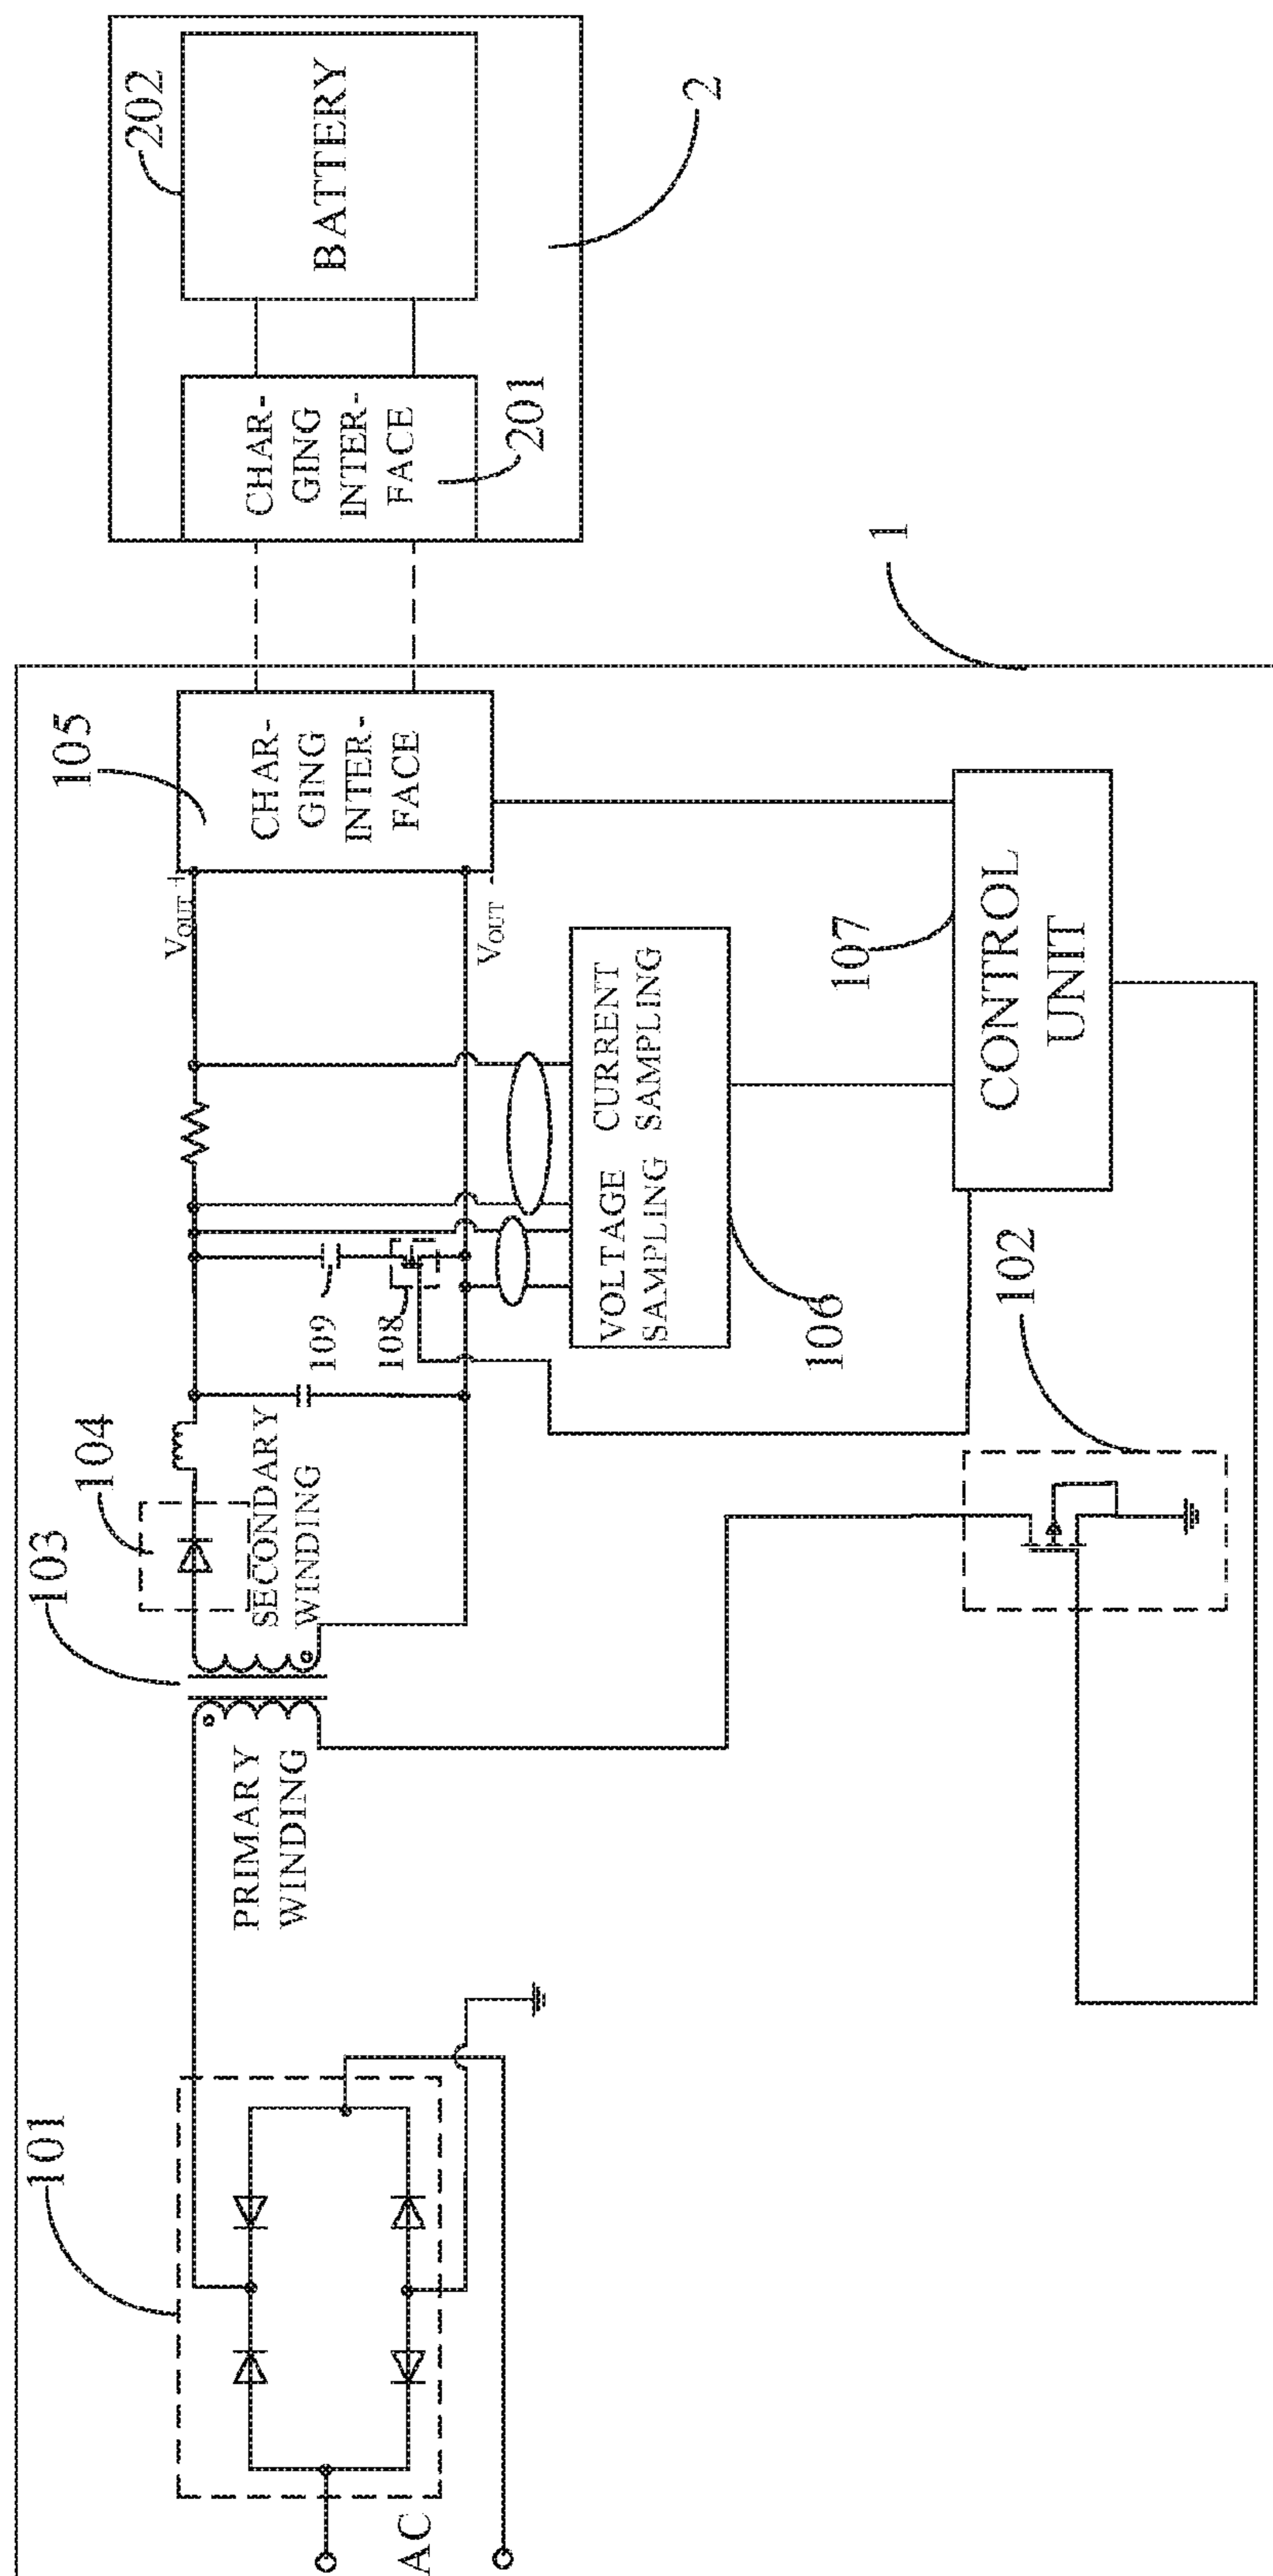 101
AC
PRIMARY
WINDING
103
104
SECONDARY
WINDING
109
108
VOUT +
VOUT -
105
CHAR-
GING
INTER-
FACE
VOLTAGE
SAMPLING
CURRENT
SAMPLING
106
107
CONTROL
UNIT
102
1
CHAR-
GING
INTER-
FACE
201
202
BATTERY
2